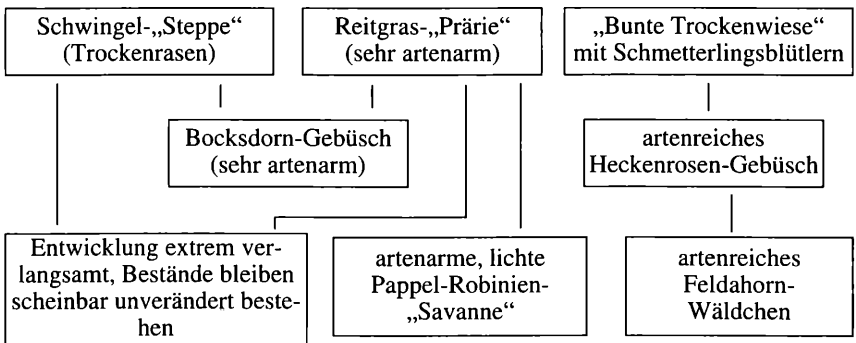 Schwingel-„Steppe“
(Trockenrasen)
Reitgras-„Prärie“
(sehr artenarm)
„Bunte Trockenwiese“
mit Schmetterlingsblütlern
Bocksdorn-Gebüsch
(sehr artenarm)
artenreiches
Heckenrosen-Gebüsch
Entwicklung extrem ver-
langsamt, Bestände bleiben
scheinbar unverändert beste-
hen
artenarme, lichte
Pappel-Robinien-
„Savanne“
artenreiches
Feldahorn-
Wäldchen